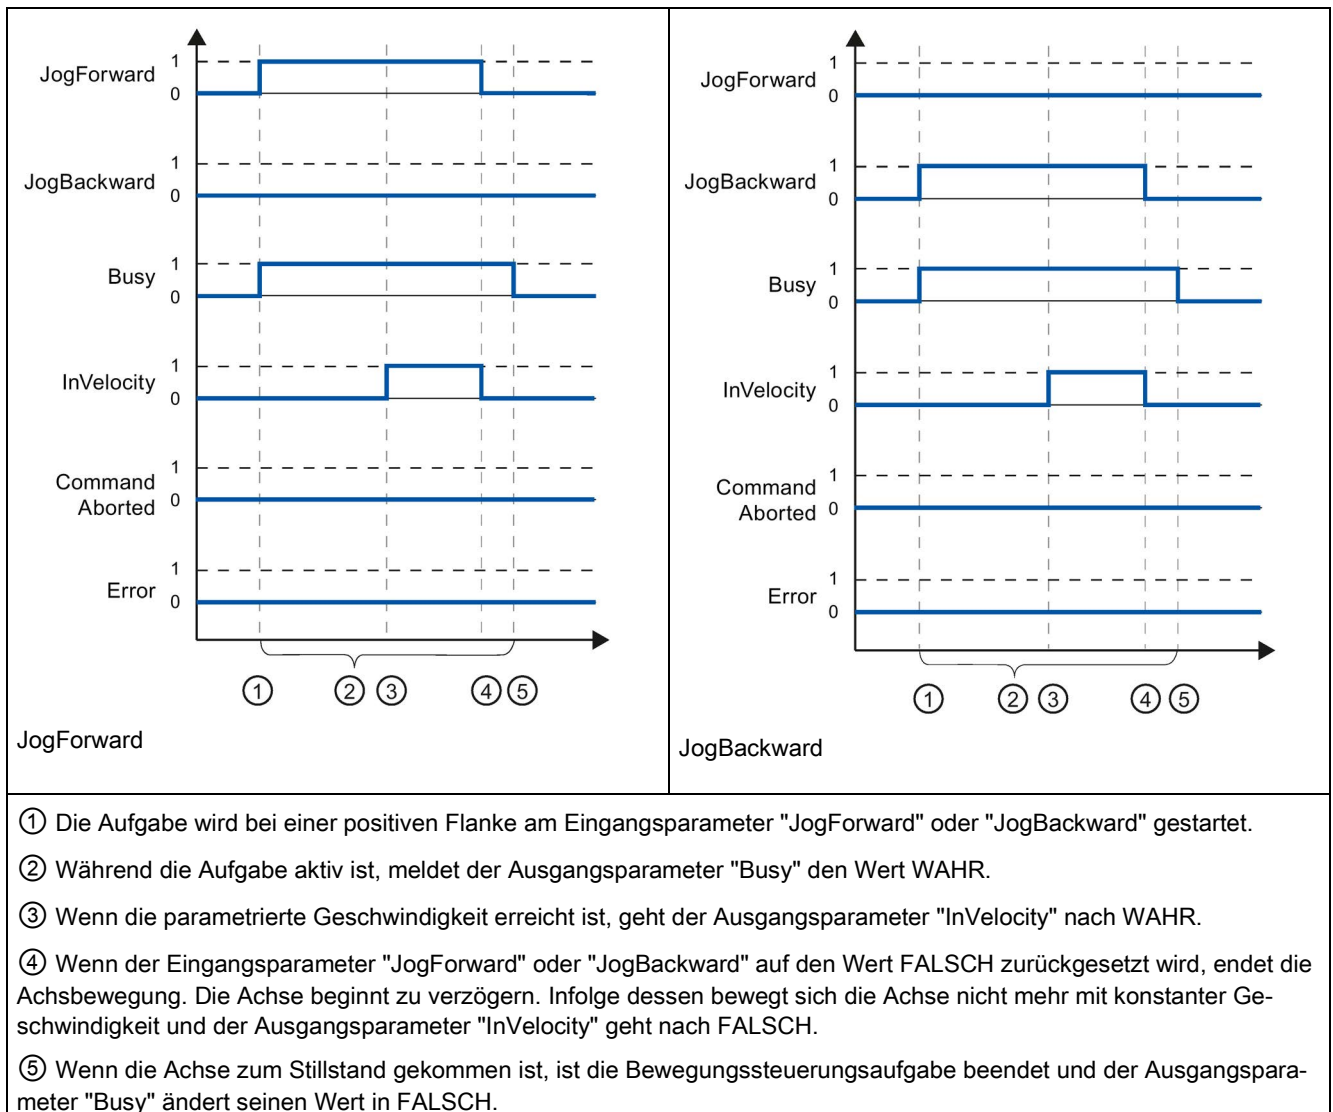 JogForward
1
0
JogBackward
1
0
Busy
1
0
InVelocity
1
0
Command
Aborted
1
0
Error
1
0
① ② ③ ④ ⑤
JogForward
JogForward
1
0
JogBackward
1
0
Busy
1
0
InVelocity
1
0
Command
Aborted
1
0
Error
1
0
① ② ③ ④ ⑤
JogBackward
① Die Aufgabe wird bei einer positiven Flanke am Eingangsparameter "JogForward" oder "JogBackward" gestartet.
② Während die Aufgabe aktiv ist, meldet der Ausgangsparameter "Busy" den Wert WAHR.
③ Wenn die parametrierte Geschwindigkeit erreicht ist, geht der Ausgangsparameter "InVelocity" nach WAHR.
④ Wenn der Eingangsparameter "JogForward" oder "JogBackward" auf den Wert FALSCH zurückgesetzt wird, endet die
Achsbewegung. Die Achse beginnt zu verzögern. Infolge dessen bewegt sich die Achse nicht mehr mit konstanter Ge-
schwindigkeit und der Ausgangsparameter "InVelocity" geht nach FALSCH.
⑤ Wenn die Achse zum Stillstand gekommen ist, ist die Bewegungssteuerungsaufgabe beendet und der Ausgangspara-
meter "Busy" ändert seinen Wert in FALSCH.